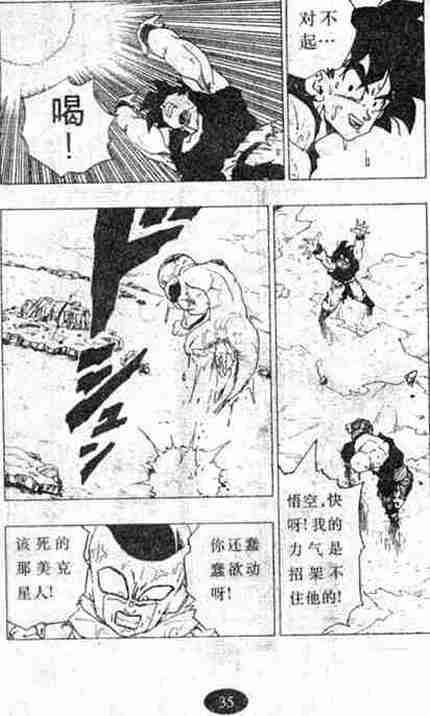 不
对
起…
喝！
バシュン
悟空,快
呀!我的
力气是
招架不
住他的!
你还蠢
蠢欲动
呀!
该死的
那美克
星人!
35